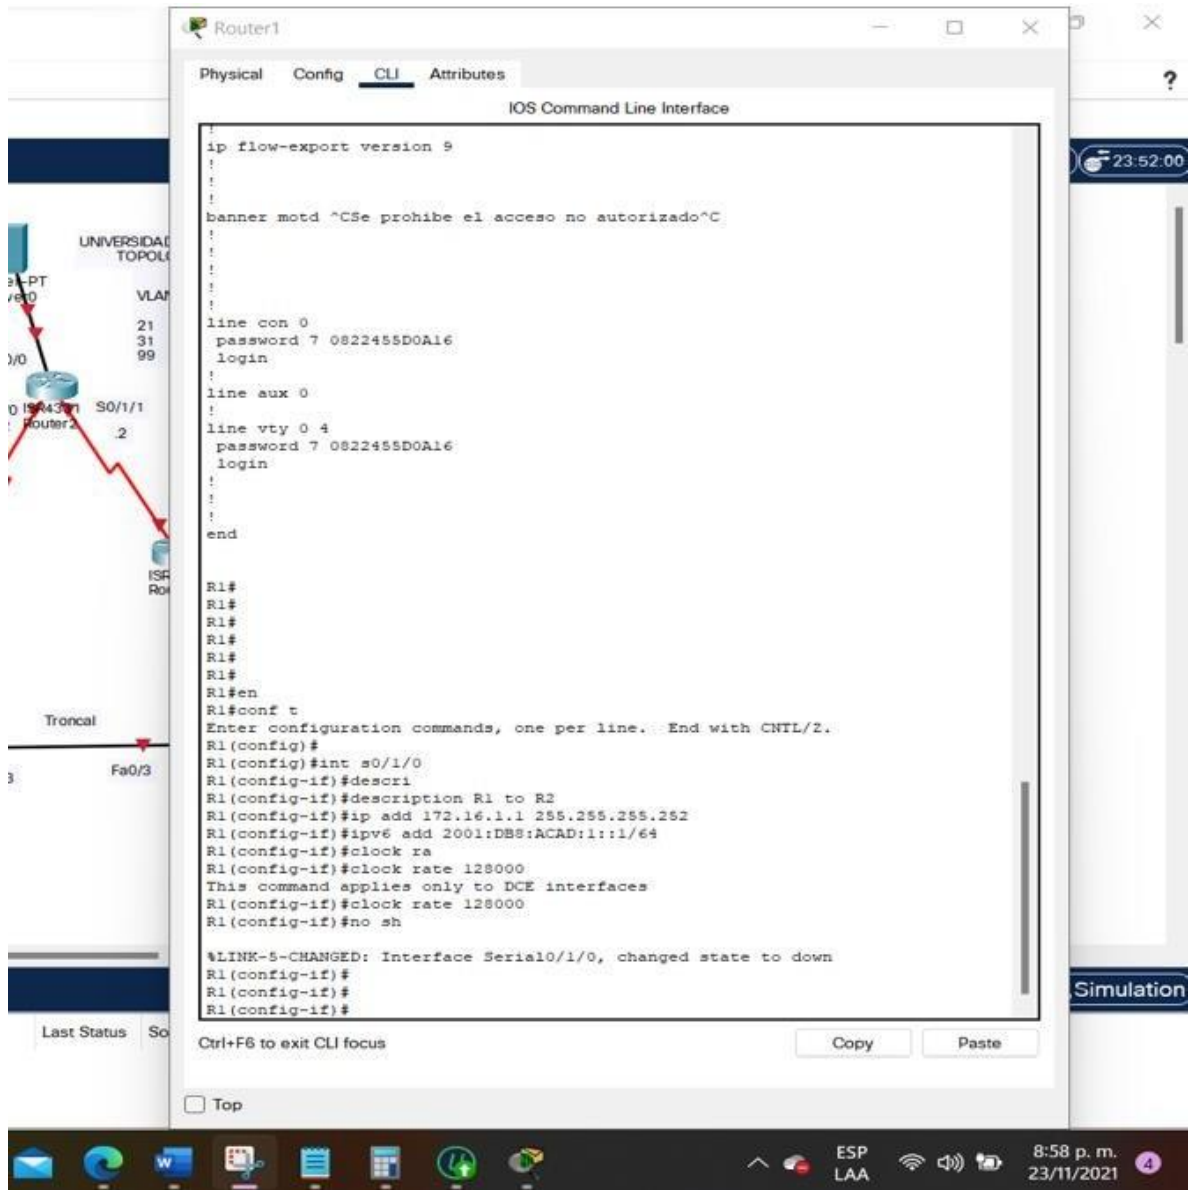 Router1
Physical Config CLI Attributes
?
IOS Command Line Interface
!
ip flow-export version 9
!
!
!
banner motd ^CSe prohibe el acceso no autorizado^C
!
!
!
!
!
line con 0
password 7 0822455D0A16
login
!
line aux 0
!
line vty 0 4
password 7 0822455D0A16
login
!
!
!
end
R1#
R1#
R1#
R1#
R1#
R1#
R1#en
R1#conf t
Enter configuration commands, one per line. End with CNTL/Z.
R1(config)#
R1(config)#int s0/1/0
R1(config-if)#descri
R1(config-if)#description R1 to R2
R1(config-if)#ip add 172.16.1.1 255.255.255.252
R1(config-if)#ipv6 add 2001:DB8:ACAD:1::1/64
R1(config-if)#clock ra
R1(config-if)#clock rate 128000
This command applies only to DCE interfaces
R1(config-if)#clock rate 128000
R1(config-if)#no sh
%LINK-5-CHANGED: Interface Serial0/1/0, changed state to down
R1(config-if)#
R1(config-if)#
R1(config-if)#
Ctrl+F6 to exit CLI focus
Copy Paste
Top
23:52:00
UNIVERSIDAD
TOPOL
-PT
VLAN
21
31
99
0/0
ISR4331 S0/1/1
Router2
.2
ISR
Ro
Troncal
Fa0/3
3
Simulation
Last Status So
ESP
LAA
8:58 p. m.
23/11/2021
4